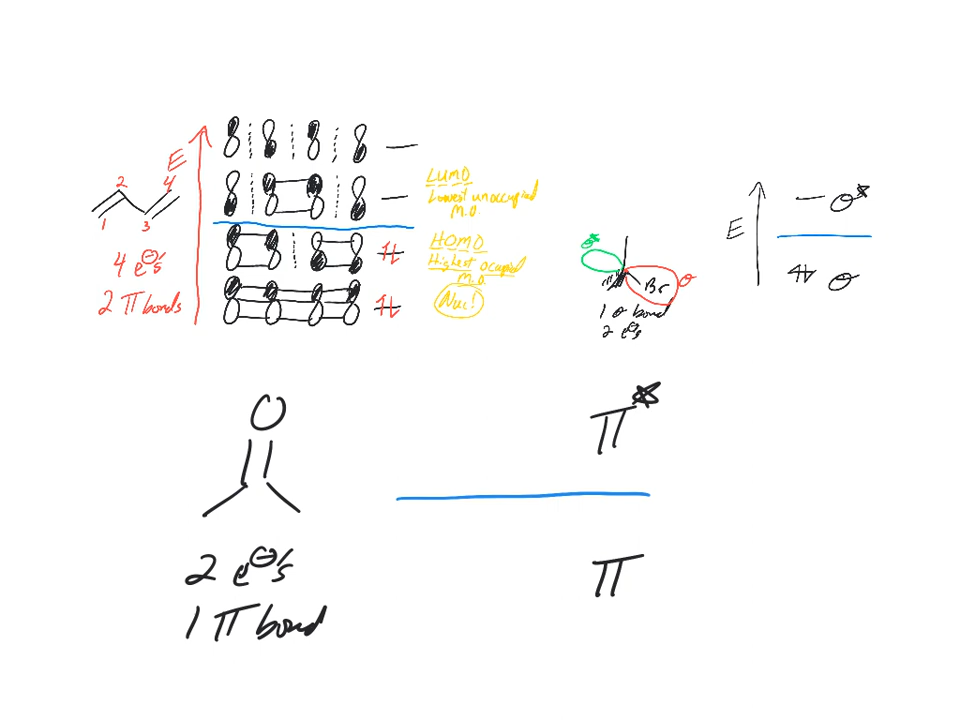 E
2
4
1
3
4 e⊖'s
2 π bonds
LUMO
Lowest unoccupied
M.O.
HOMO
Highest occupied
M.O.
Nuc!
σ*
Br
σ
1 σ bond
2 e⊖'s
E
σ*
σ
O
2 e⊖'s
1 π bond
π*
π